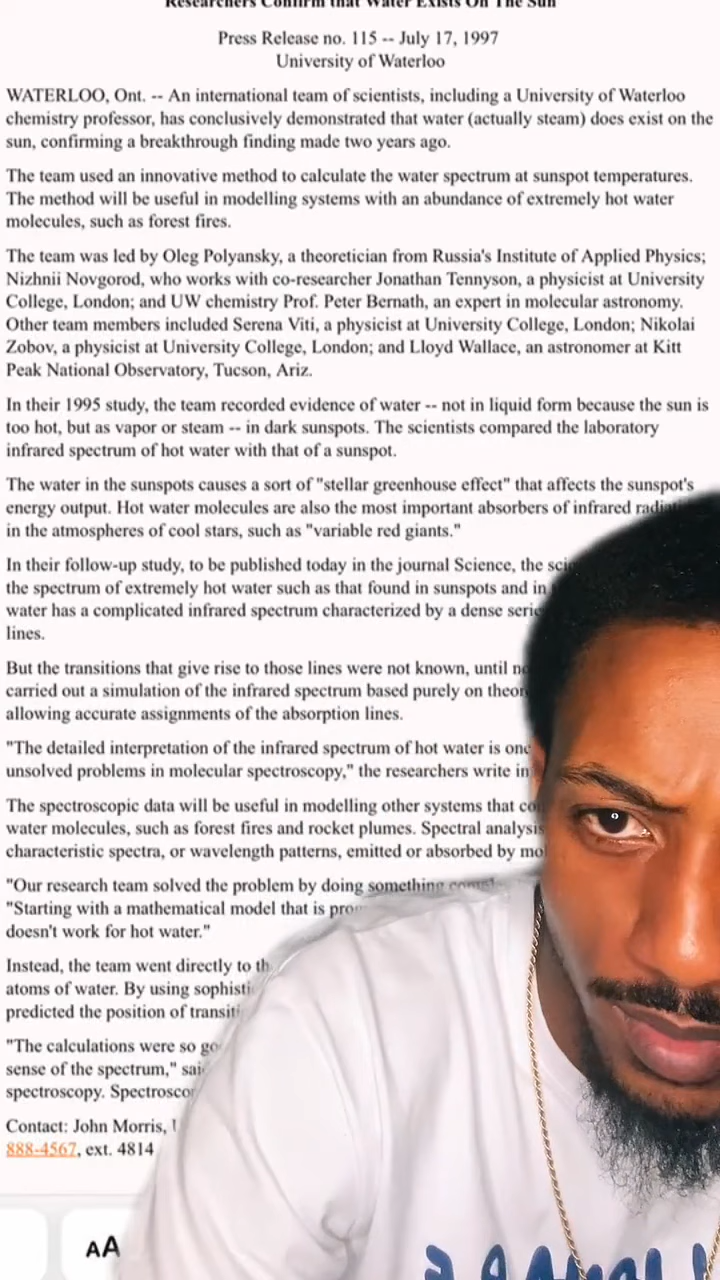 Researchers Confirm that Water Exists On The Sun
Press Release no. 115 -- July 17, 1997
University of Waterloo
WATERLOO, Ont. -- An international team of scientists, including a University of Waterloo
chemistry professor, has conclusively demonstrated that water (actually steam) does exist on the
sun, confirming a breakthrough finding made two years ago.
The team used an innovative method to calculate the water spectrum at sunspot temperatures.
The method will be useful in modelling systems with an abundance of extremely hot water
molecules, such as forest fires.
The team was led by Oleg Polyansky, a theoretician from Russia's Institute of Applied Physics;
Nizhnii Novgorod, who works with co-researcher Jonathan Tennyson, a physicist at University
College, London; and UW chemistry Prof. Peter Bernath, an expert in molecular astronomy.
Other team members included Serena Viti, a physicist at University College, London; Nikolai
Zobov, a physicist at University College, London; and Lloyd Wallace, an astronomer at Kitt
Peak National Observatory, Tucson, Ariz.
In their 1995 study, the team recorded evidence of water -- not in liquid form because the sun is
too hot, but as vapor or steam -- in dark sunspots. The scientists compared the laboratory
infrared spectrum of hot water with that of a sunspot.
The water in the sunspots causes a sort of "stellar greenhouse effect" that affects the sunspot's
energy output. Hot water molecules are also the most important absorbers of infrared
in the atmospheres of cool stars, such as "variable red giants."
In their follow-up study, to be published today in the journal Science, the
the spectrum of extremely hot water such as that found in sunspots and in
water has a complicated infrared spectrum characterized by a dense
lines.
But the transitions that give rise to those lines were not known, until
carried out a simulation of the infrared spectrum based purely on
allowing accurate assignments of the absorption lines.
"The detailed interpretation of the infrared spectrum of hot water is
unsolved problems in molecular spectroscopy," the researchers write in
The spectroscopic data will be useful in modelling other systems that
water molecules, such as forest fires and rocket plumes. Spectral analysis
characteristic spectra, or wavelength patterns, emitted or absorbed by
"Our research team solved the problem by doing something
"Starting with a mathematical model that is
doesn't work for hot water."
Instead, the team went directly to
atoms of water. By using
predicted the position of
"The calculations were so
sense of the spectrum,"
spectroscopy.
Contact: John Morris,
888-4567, ext. 4814
AA